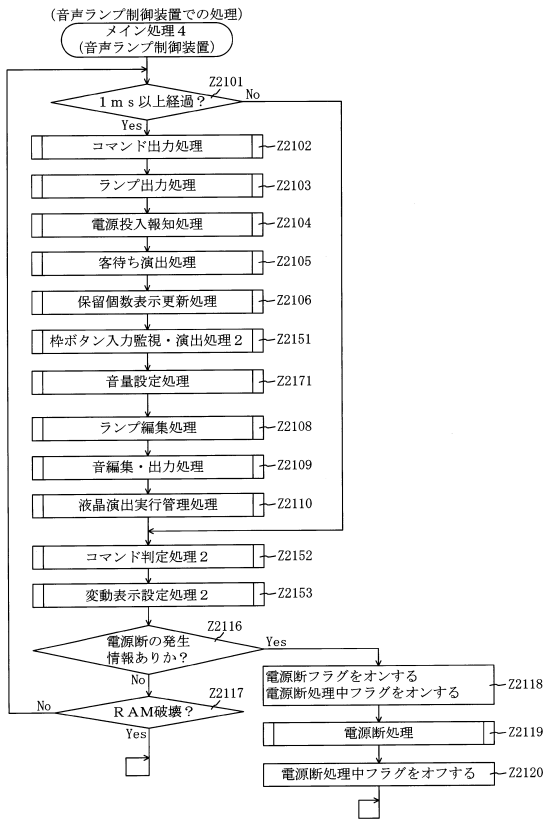 (音声ランプ制御装置での処理)
メイン処理４
(音声ランプ制御装置)
Z2101
１ｍｓ以上経過？
No
Yes
コマンド出力処理
Z2102
ランプ出力処理
Z2103
電源投入報知処理
Z2104
客待ち演出処理
Z2105
保留個数表示更新処理
Z2106
枠ボタン入力監視・演出処理２
Z2151
音量設定処理
Z2171
ランプ編集処理
Z2108
音編集・出力処理
Z2109
液晶演出実行管理処理
Z2110
コマンド判定処理２
Z2152
変動表示設定処理２
Z2153
Z2116
電源断の発生
情報ありか？
Yes
No
電源断フラグをオンする
電源断処理中フラグをオンする
Z2118
Z2117
ＲＡＭ破壊？
No
Yes
電源断処理
Z2119
電源断処理中フラグをオフする
Z2120